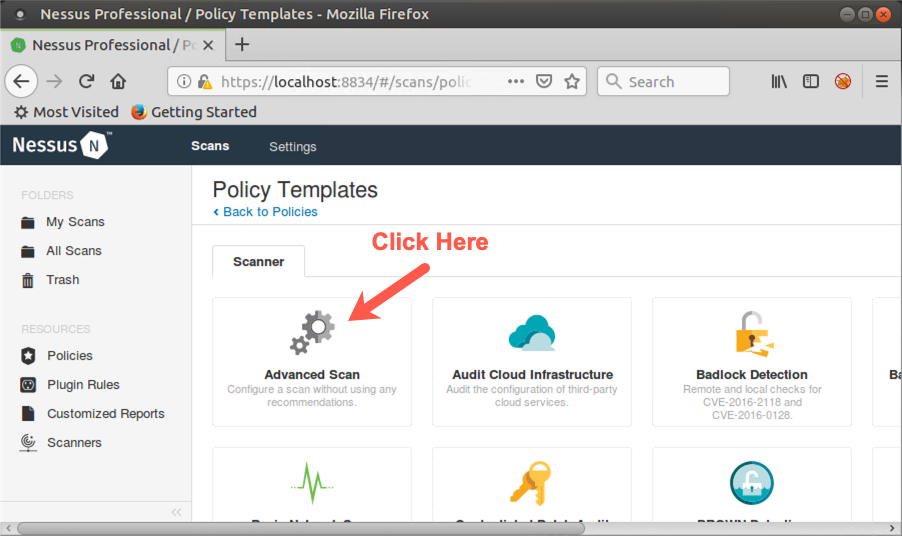 Nessus Professional / Policy Templates - Mozilla Firefox
Nessus Professional / Po
https://localhost:8834/#/scans/polic
Search
Most Visited
Getting Started
Nessus N ™
Scans
Settings
FOLDERS
My Scans
All Scans
Trash
RESOURCES
Policies
Plugin Rules
Customized Reports
Scanners
Policy Templates
Back to Policies
Click Here
Scanner
Advanced Scan
Configure a scan without using any
recommendations.
Audit Cloud Infrastructure
Audit the configuration of third-party
cloud services.
Badlock Detection
Remote and local checks for
CVE-2016-2118 and
CVE-2016-0128.
Ba